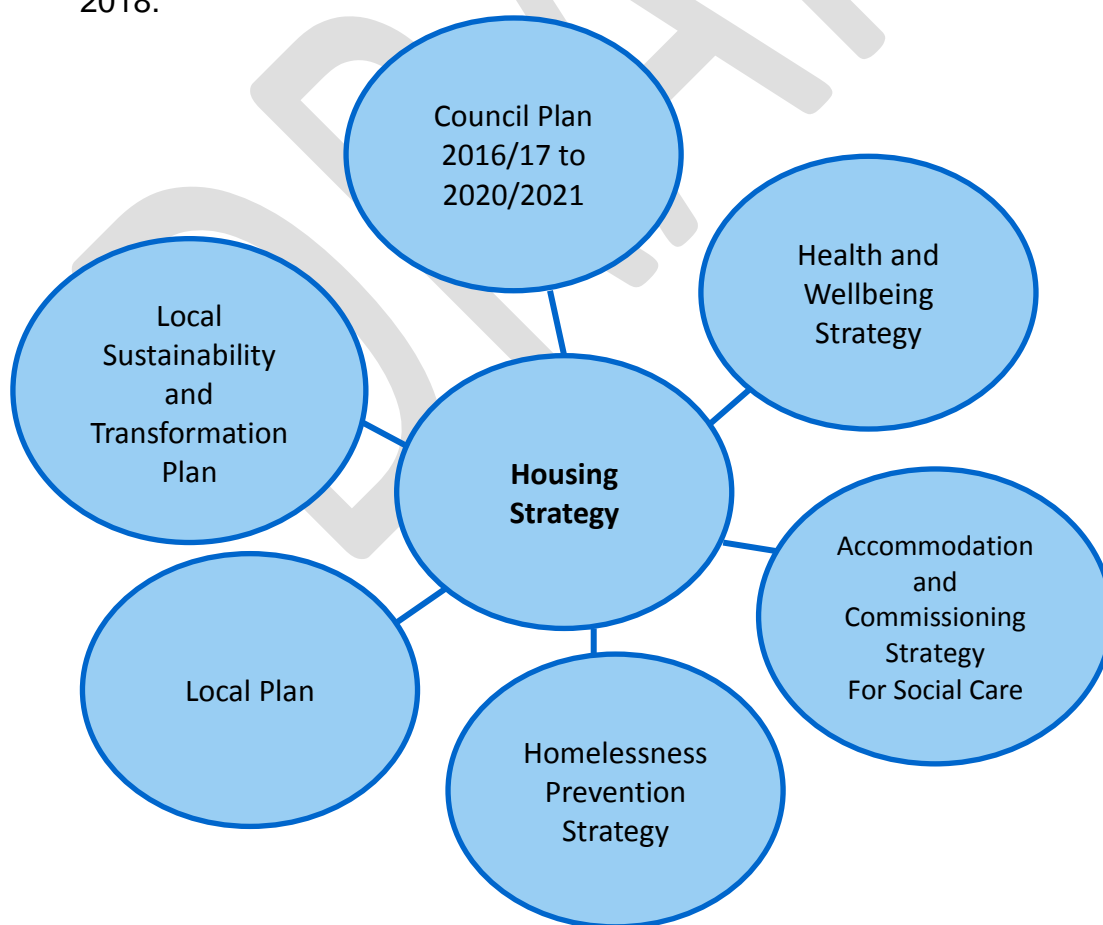 2018.
Council Plan
2016/17 to
2020/2021
Health and
Wellbeing
Strategy
Local
Sustainability
and
Transformation
Plan
Housing
Strategy
Accommodation
and
Commissioning
Strategy
For Social Care
Local Plan
Homelessness
Prevention
Strategy